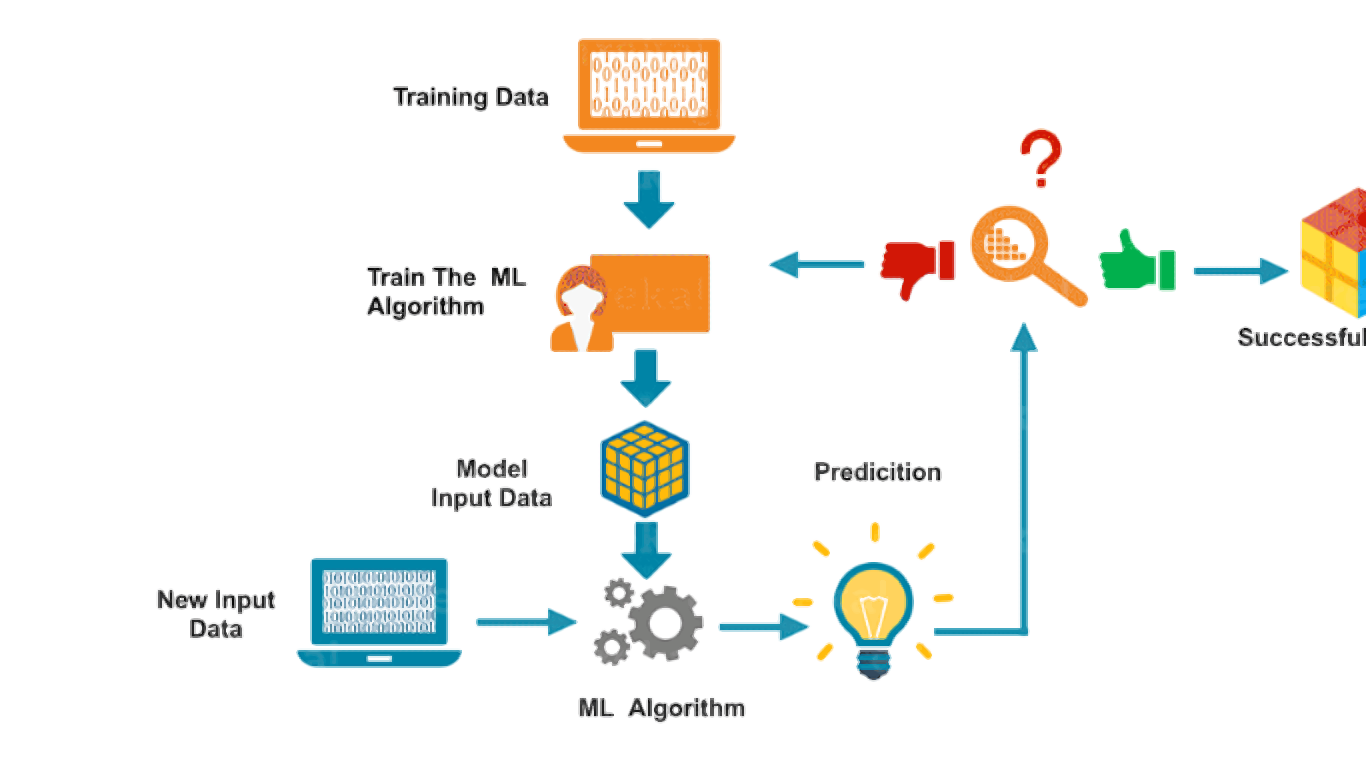 Training Data
?
Train The ML
Algorithm
Successful
Model
Input Data
Predicition
New Input
Data
ML Algorithm